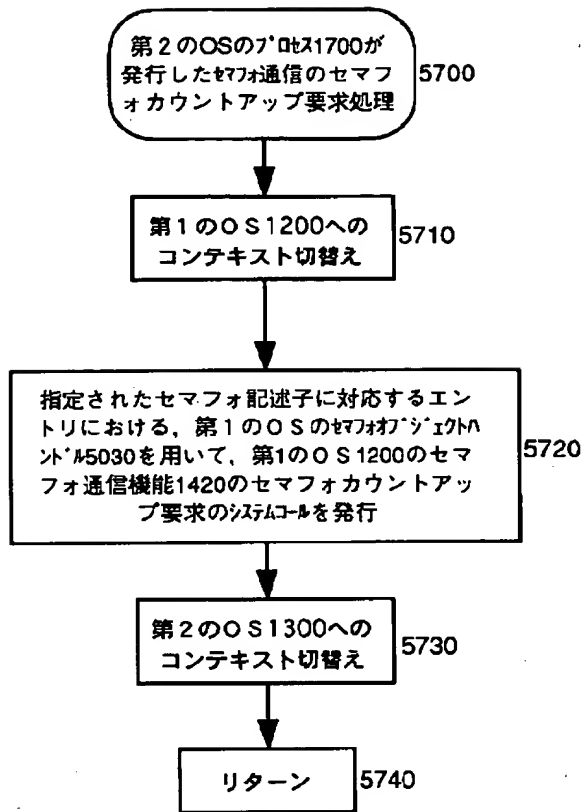 第2のOSのﾌﾟﾛｾｽ1700が
発行したｾﾏﾌｫ通信のセマフ
ォカウントアップ要求処理
5700
第1のOS1200への
コンテキスト切替え
5710
指定されたセマフォ記述子に対応するエン
トリにおける，第1のOSのｾﾏﾌｫｵﾌﾞｼﾞｪｸﾄﾊ
ﾝﾄﾞﾙ5030を用いて，第1のOS1200のセマ
フォ通信機能1420のセマフォカウントアッ
プ要求のｼｽﾃﾑｺｰﾙを発行
5720
第2のOS1300への
コンテキスト切替え
5730
リターン
5740